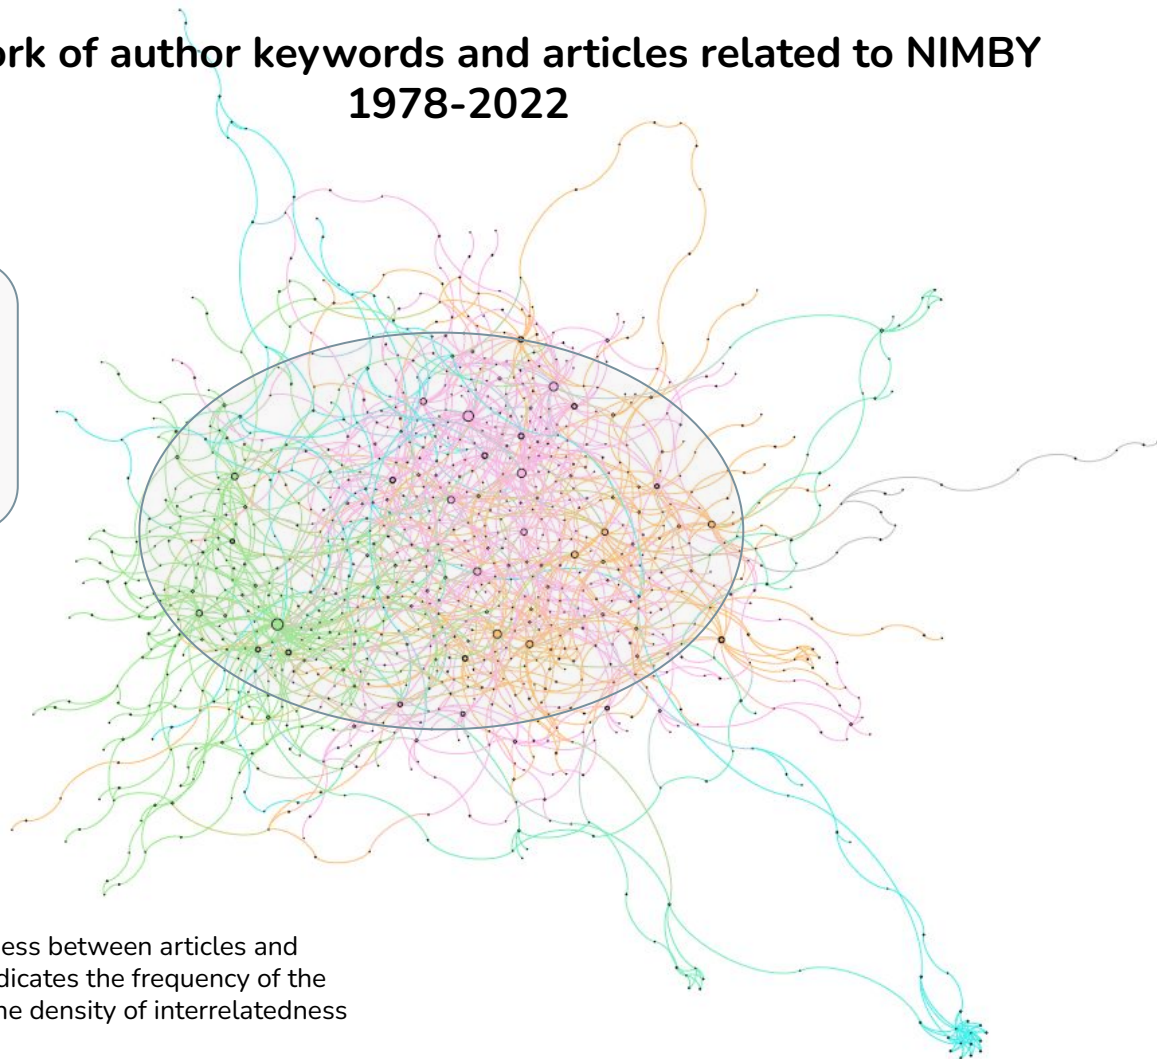 ork of author keywords and articles related to NIMBY
1978-2022
ess between articles and
dicates the frequency of the
ne density of interrelatedness